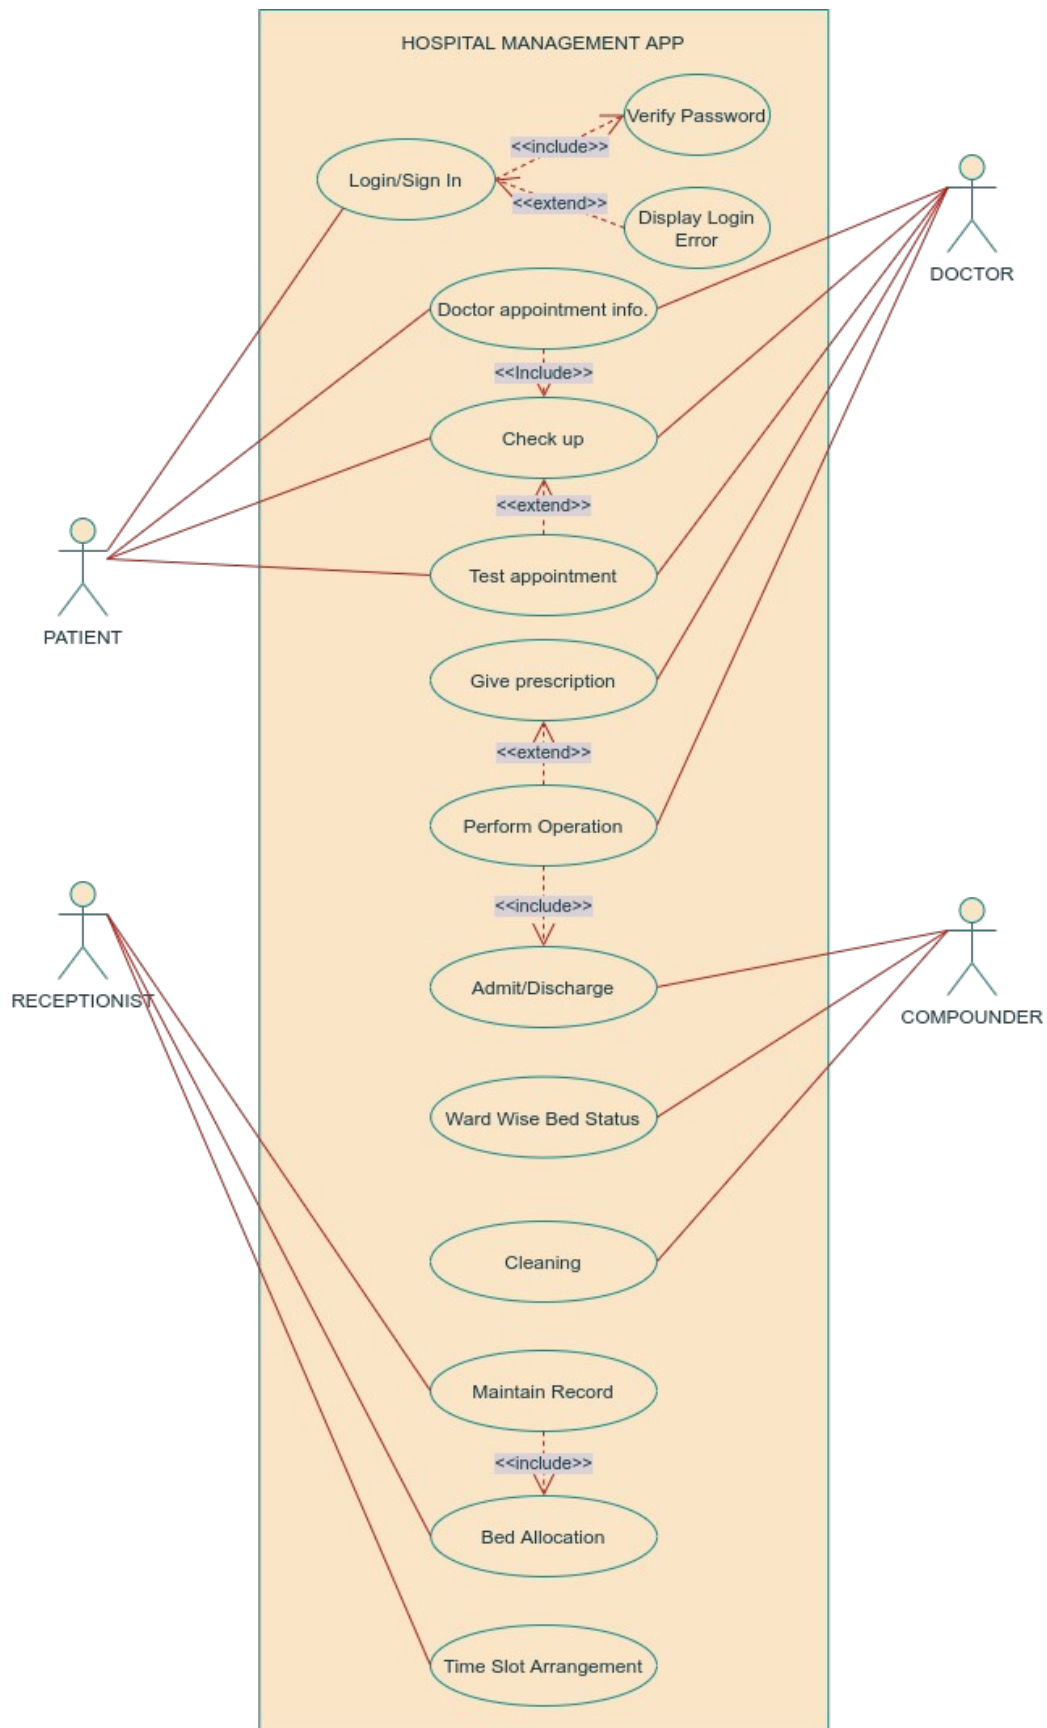 HOSPITAL MANAGEMENT APP
Verify Password
<<include>>
Login/Sign In
<<extend>>
Display Login
Error
DOCTOR
Doctor appointment info.
<<Include>>
Check up
<<extend>>
Test appointment
PATIENT
Give prescription
<<extend>>
Perform Operation
<<include>>
Admit/Discharge
RECEPTIONIST
COMPOUNDER
Ward Wise Bed Status
Cleaning
Maintain Record
<<include>>
Bed Allocation
Time Slot Arrangement